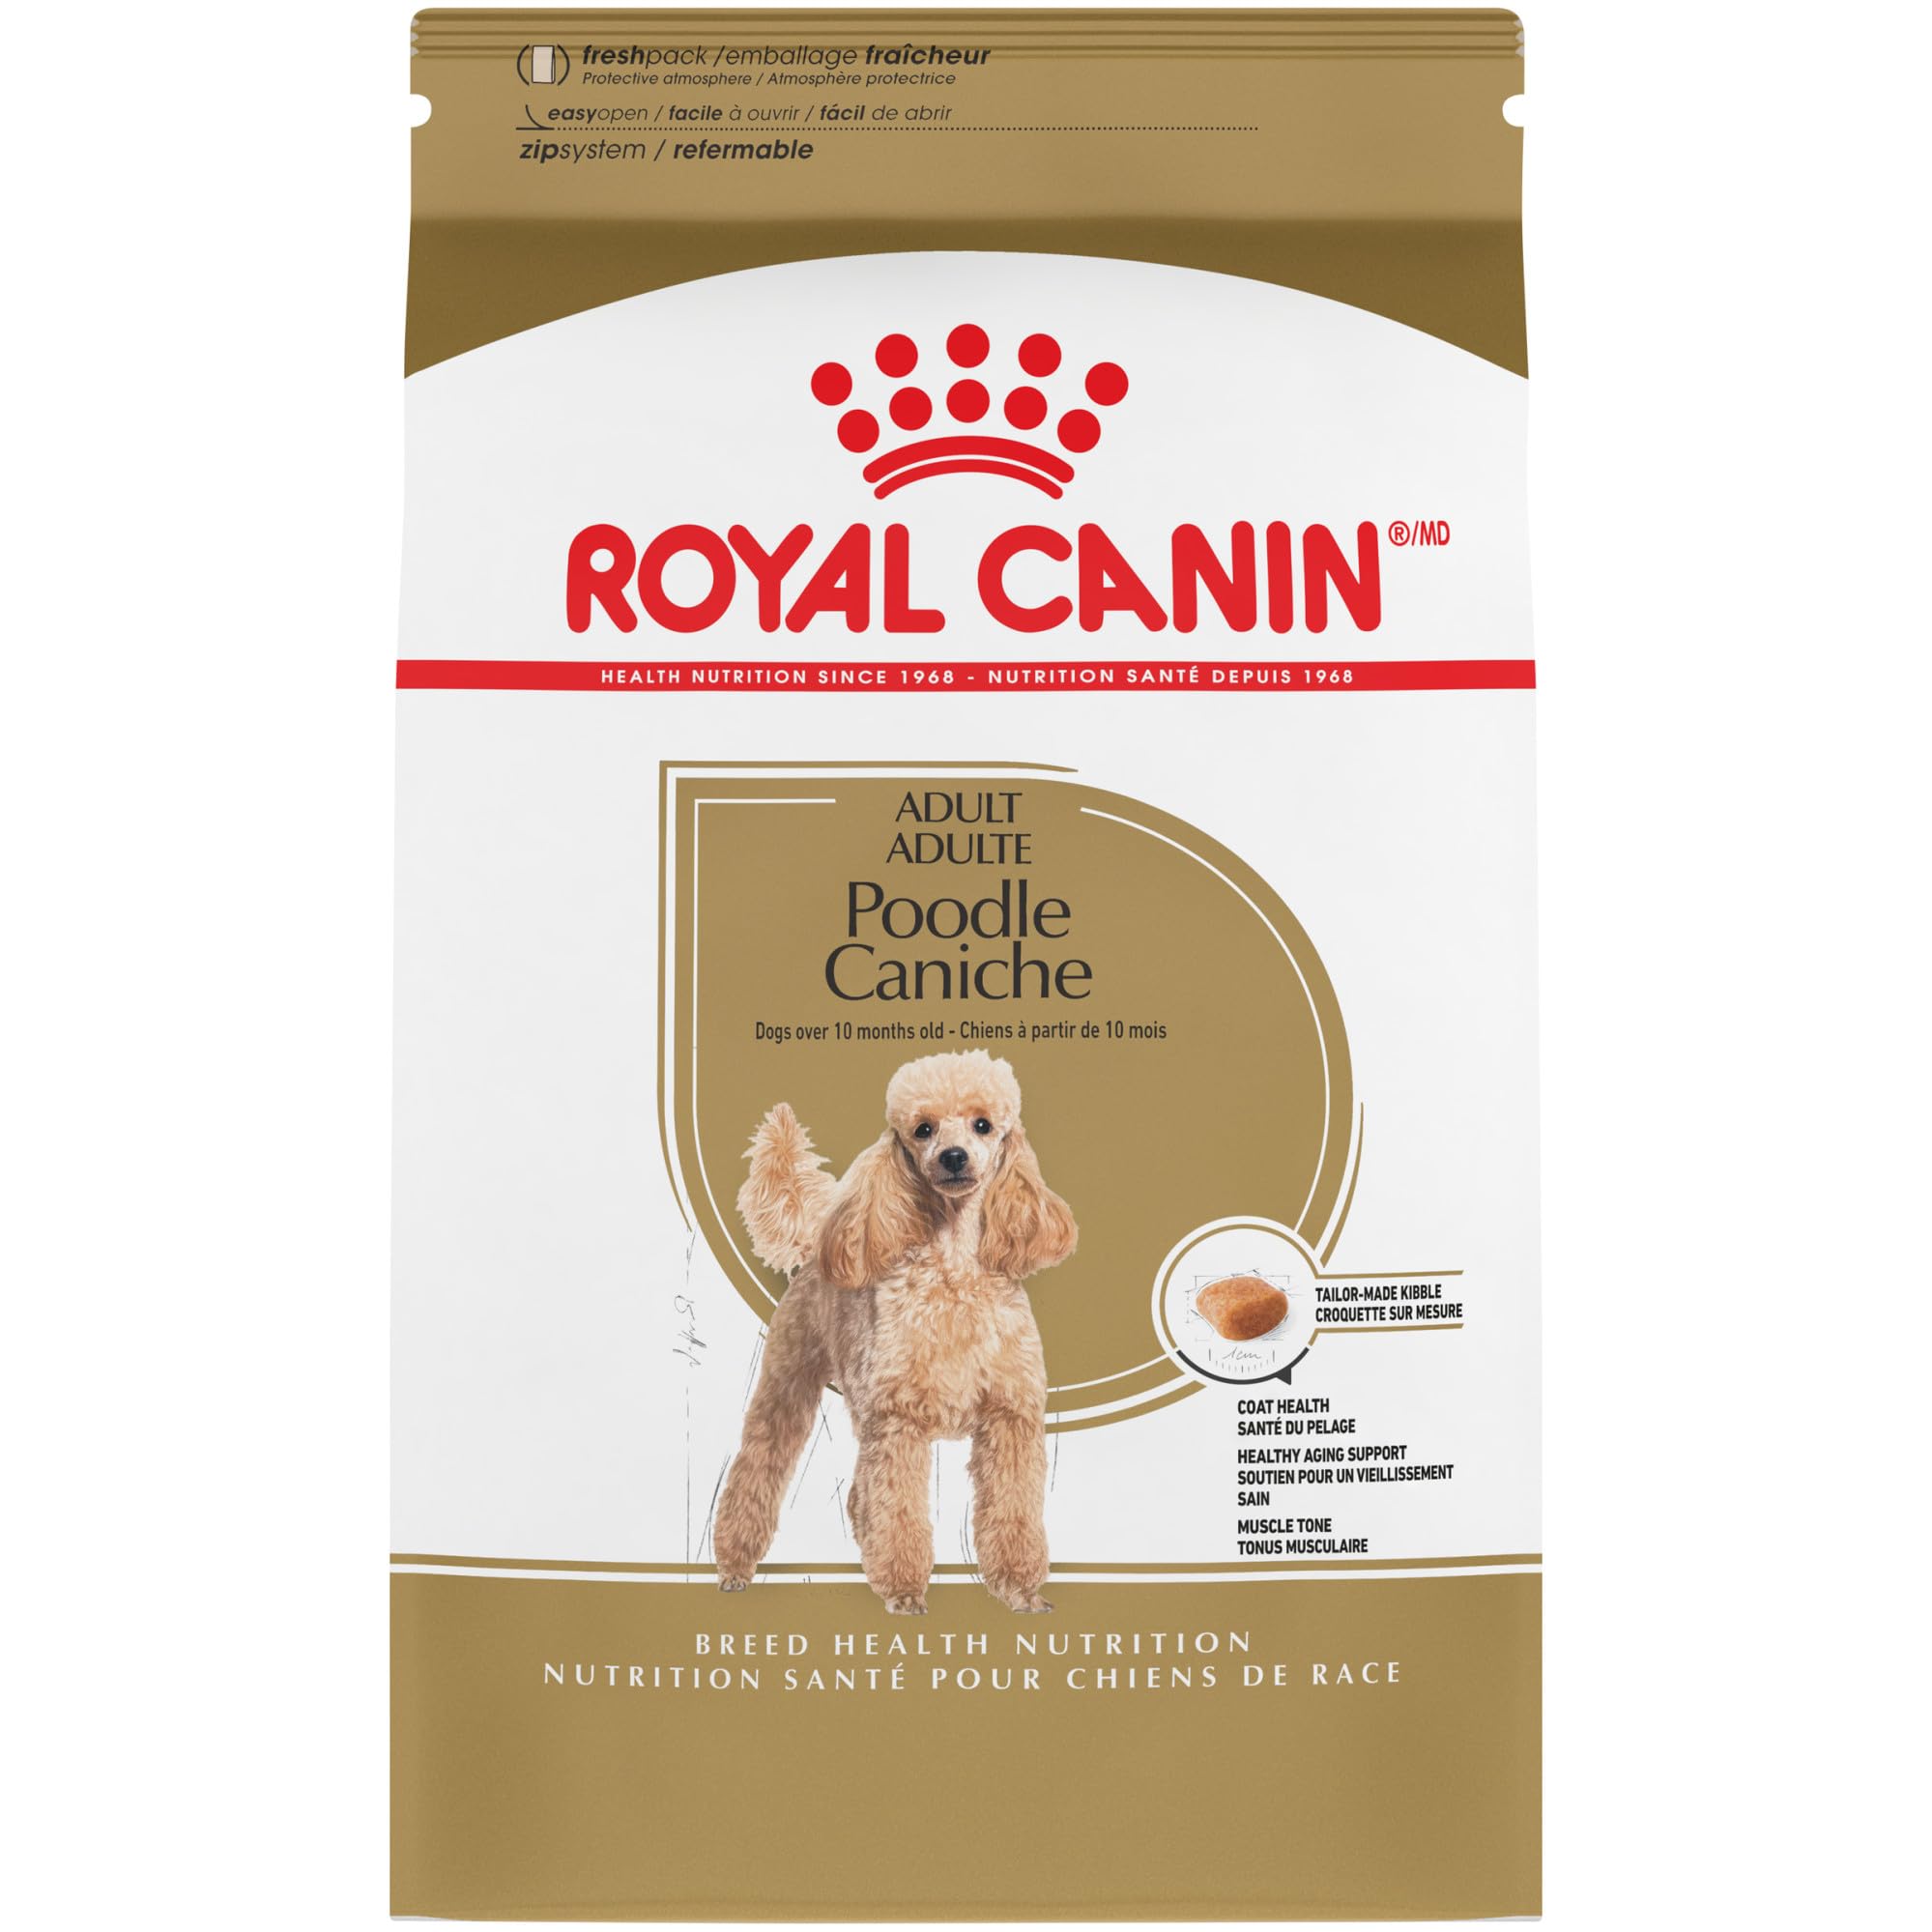 freshpack / emballage fraîcheur
Protective atmosphere / Atmosphère protectrice
easyopen / facile à ouvrir / fácil de abrir
zipsystem / refermable
ROYAL CANIN®/MD
HEALTH NUTRITION SINCE 1968 - NUTRITION SANTÉ DEPUIS 1968
ADULT
ADULTE
Poodle
Caniche
Dogs over 10 months old - Chiens à partir de 10 mois
TAILOR-MADE KIBBLE
CROQUETTE SUR MESURE
1cm
COAT HEALTH
SANTÉ DU PELAGE
HEALTHY AGING SUPPORT
SOUTIEN POUR UN VIEILLISSEMENT
SAIN
MUSCLE TONE
TONUS MUSCULAIRE
BREED HEALTH NUTRITION
NUTRITION SANTÉ POUR CHIENS DE RACE